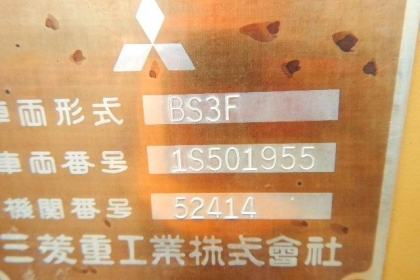 車両形式 BS3F
車両番号 1S501955
機関番号 52414
三菱重工業株式會社